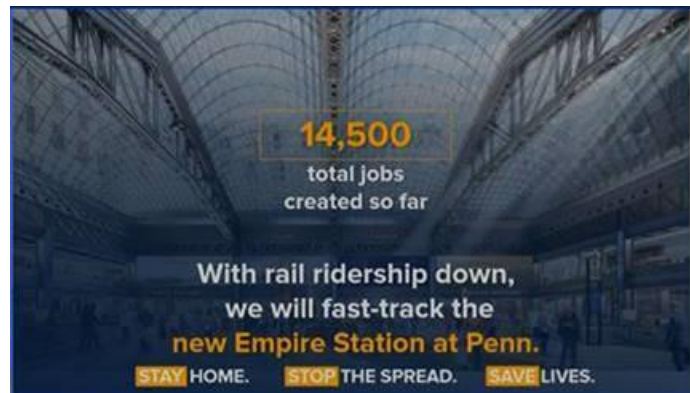 14,500
total jobs
created so far
With rail ridership down,
we will fast-track the
new Empire Station at Penn.
STAY HOME. STOP THE SPREAD. SAVE LIVES.